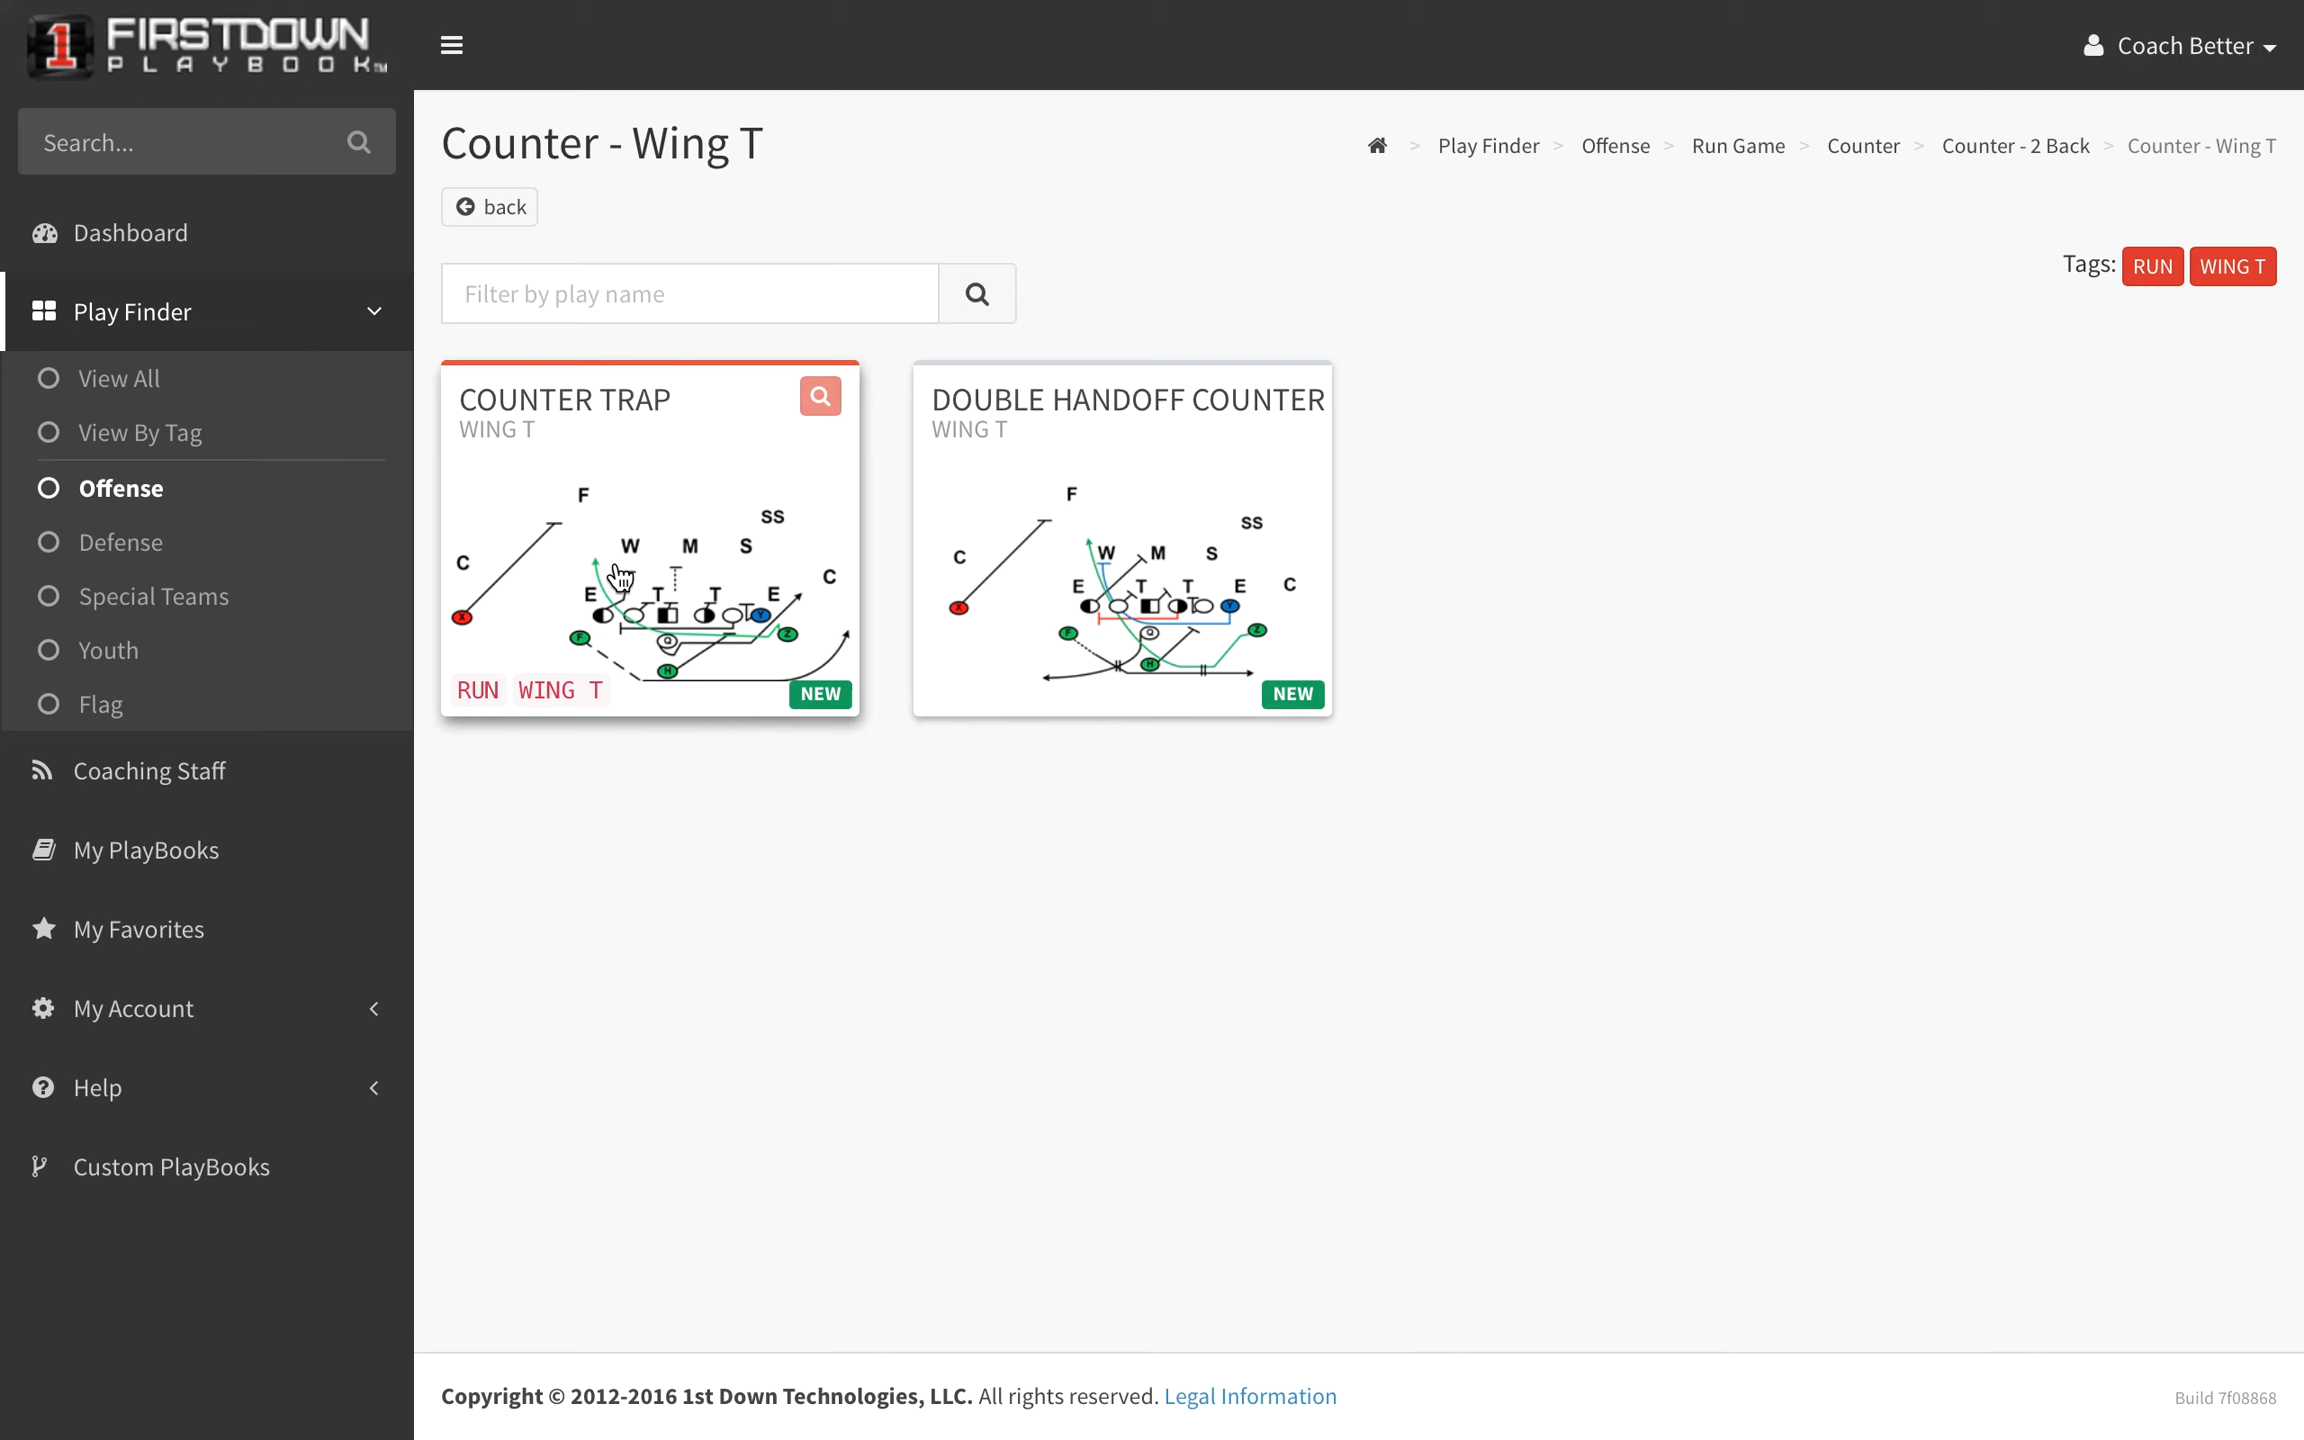 1 FIRSTDOWN
PLAYBOOK™
Coach Better
Search...
Dashboard
Play Finder
View All
View By Tag
Offense
Defense
Special Teams
Youth
Flag
Coaching Staff
My PlayBooks
My Favorites
My Account
Help
Custom PlayBooks
Counter - Wing T
Play Finder > Offense > Run Game > Counter > Counter - 2 Back > Counter - Wing T
back
Filter by play name
Tags: RUN WING T
COUNTER TRAP
WING T
F
SS
W M S
C C
E T T E
X Y
F Q Z
H
RUN WING T
NEW
DOUBLE HANDOFF COUNTER
WING T
F
SS
C W M S
E T T E C
X Y
F Q Z
H
NEW
Copyright © 2012-2016 1st Down Technologies, LLC. All rights reserved. Legal Information
Build 7f08868